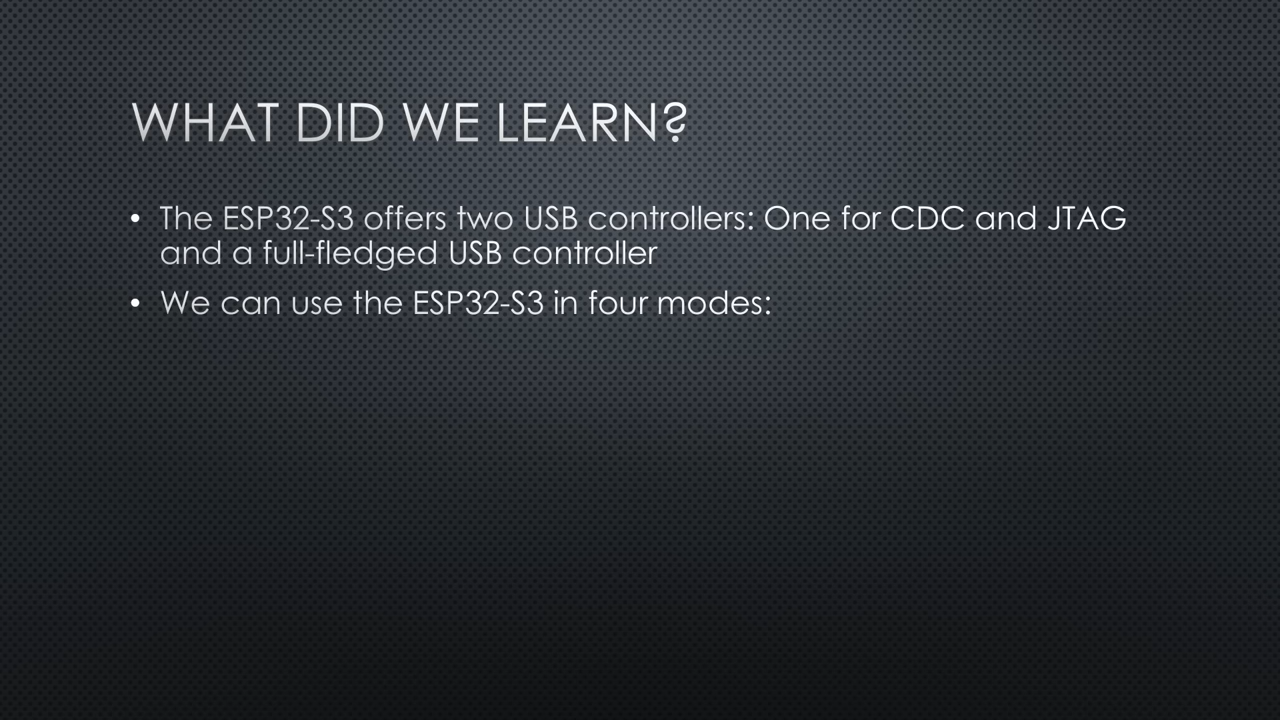 WHAT DID WE LEARN?
• The ESP32-S3 offers two USB controllers: One for CDC and JTAG
and a full-fledged USB controller
• We can use the ESP32-S3 in four modes: